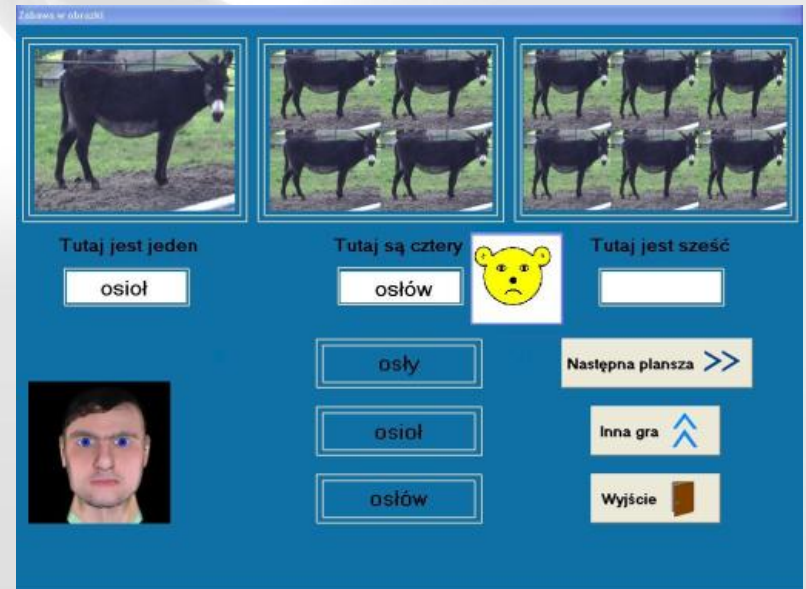 Zabawa w obrazki
Tutaj jest jeden
Tutaj są cztery
Tutaj jest sześć
osioł
osłów
osły
Następna plansza >>
osioł
Inna gra
osłów
Wyjście